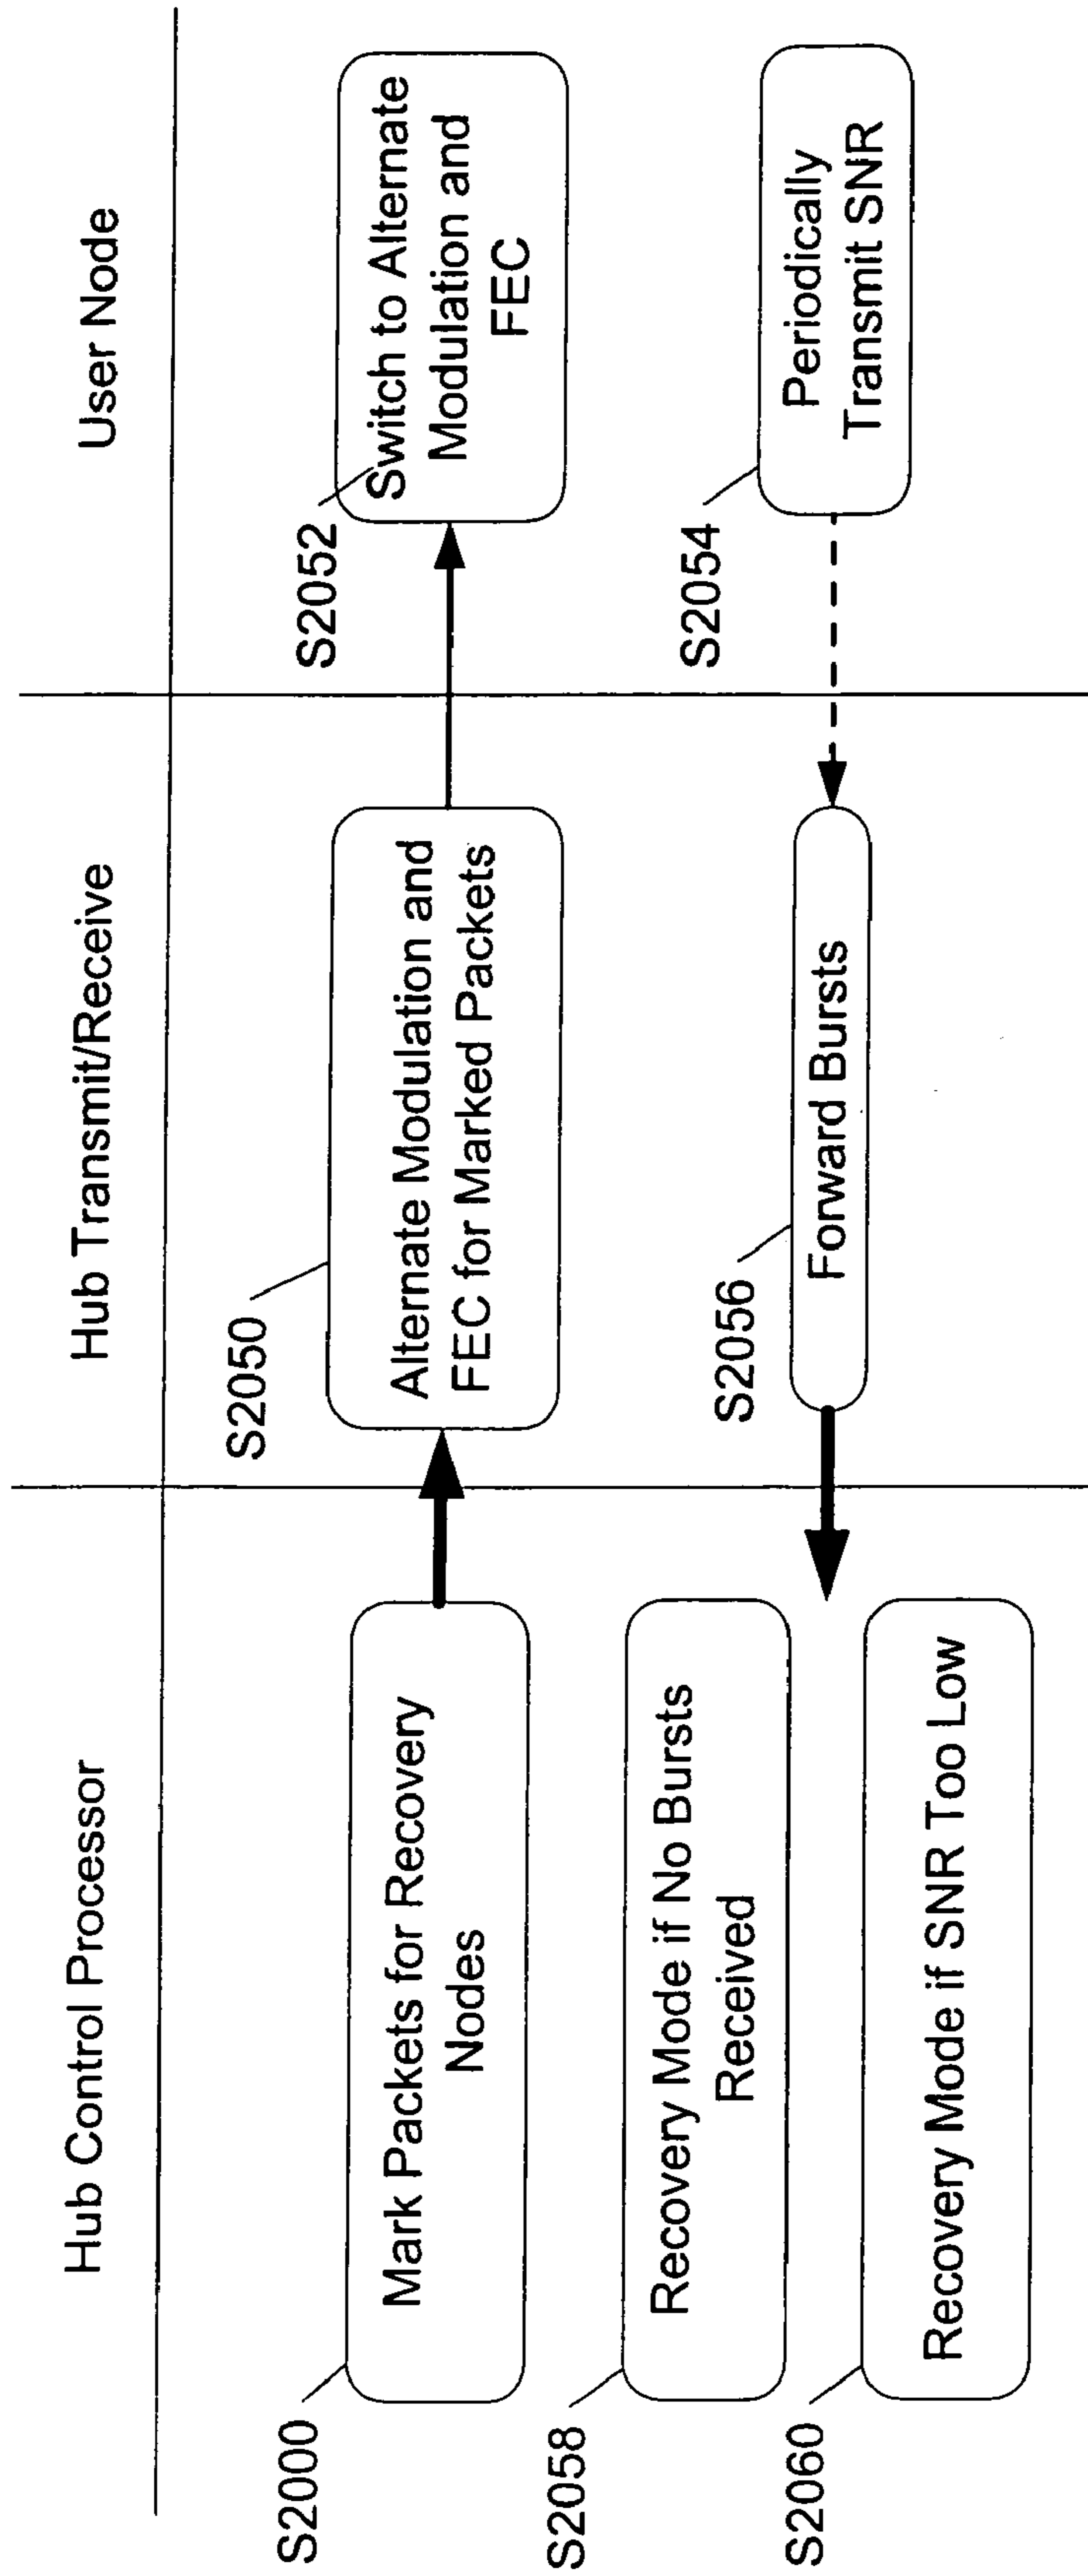 Hub Control Processor
Hub Transmit/Receive
User Node
S2000
Mark Packets for Recovery
Nodes
S2050
Alternate Modulation and
FEC for Marked Packets
S2052
Switch to Alternate
Modulation and
FEC
S2058
Recovery Mode if No Bursts
Received
S2056
Forward Bursts
S2054
Periodically
Transmit SNR
S2060
Recovery Mode if SNR Too Low